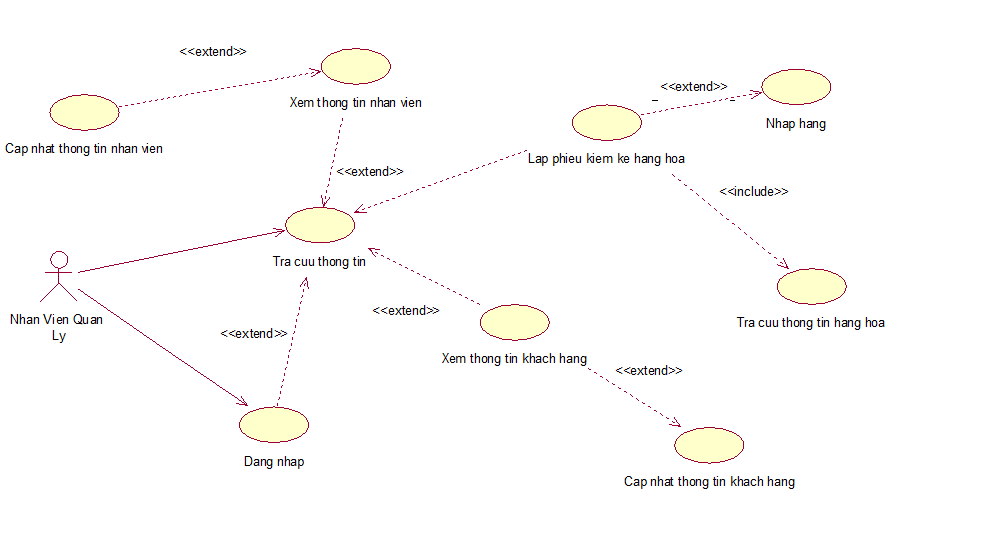 <<extend>>
Xem thong tin nhan vien
Cap nhat thong tin nhan vien
<<extend>>
Nhap hang
Lap phieu kiem ke hang hoa
<<extend>>
<<include>>
Tra cuu thong tin
Nhan Vien Quan
Ly
<<extend>>
Tra cuu thong tin hang hoa
<<extend>>
Xem thong tin khach hang
<<extend>>
Dang nhap
Cap nhat thong tin khach hang